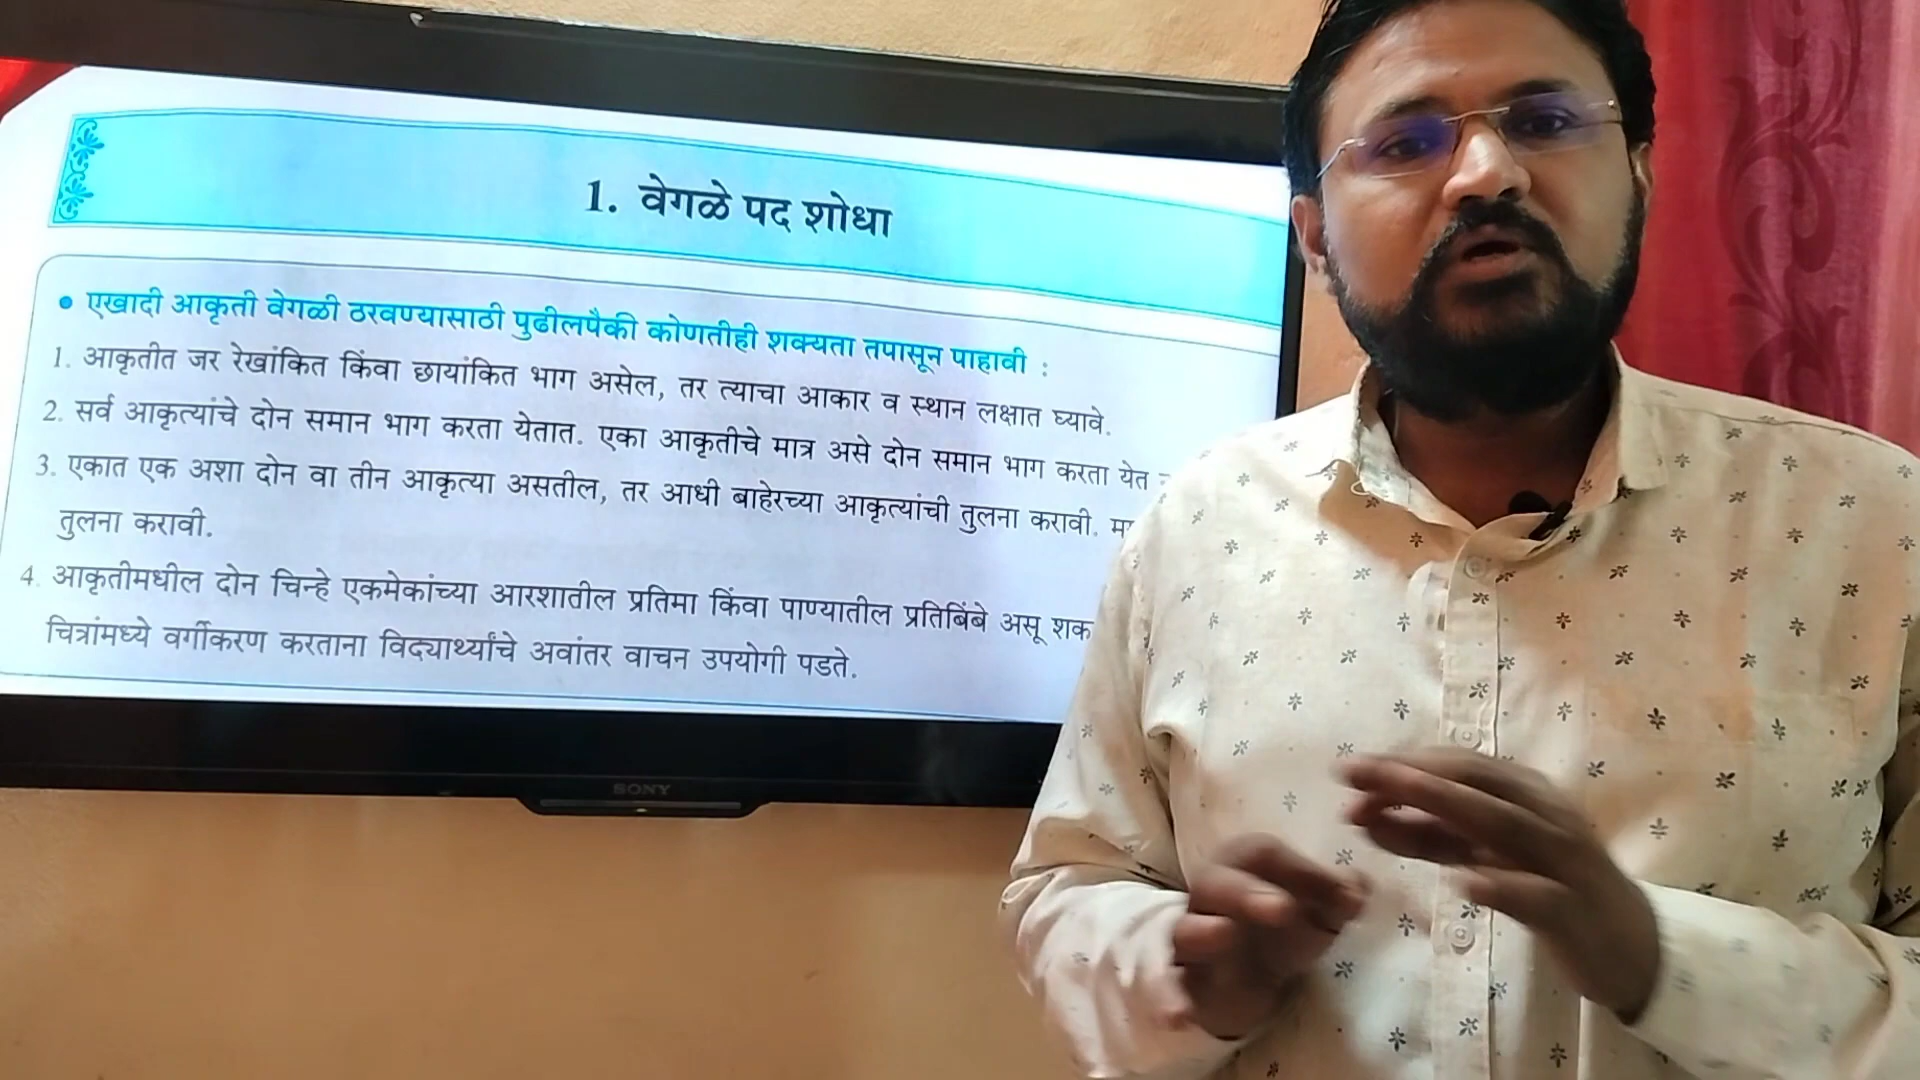 1. वेगळे पद शोधा
• एखादी आकृती वेगळी ठरवण्यासाठी पुढीलपैकी कोणतीही शक्यता तपासून पाहावी :
1. आकृतीत जर रेखांकित किंवा छायांकित भाग असेल, तर त्याचा आकार व स्थान लक्षात घ्यावे.
2. सर्व आकृत्यांचे दोन समान भाग करता येतात. एका आकृतीचे मात्र असे दोन समान भाग करता येत
3. एकात एक अशा दोन वा तीन आकृत्या असतील, तर आधी बाहेरच्या आकृत्यांची तुलना करावी.
तुलना करावी.
4. आकृतीमधील दोन चिन्हे एकमेकांच्या आरशातील प्रतिमा किंवा पाण्यातील प्रतिबिंबे असू शक
चित्रांमध्ये वर्गीकरण करताना विद्यार्थ्यांचे अवांतर वाचन उपयोगी पडते.
SONY